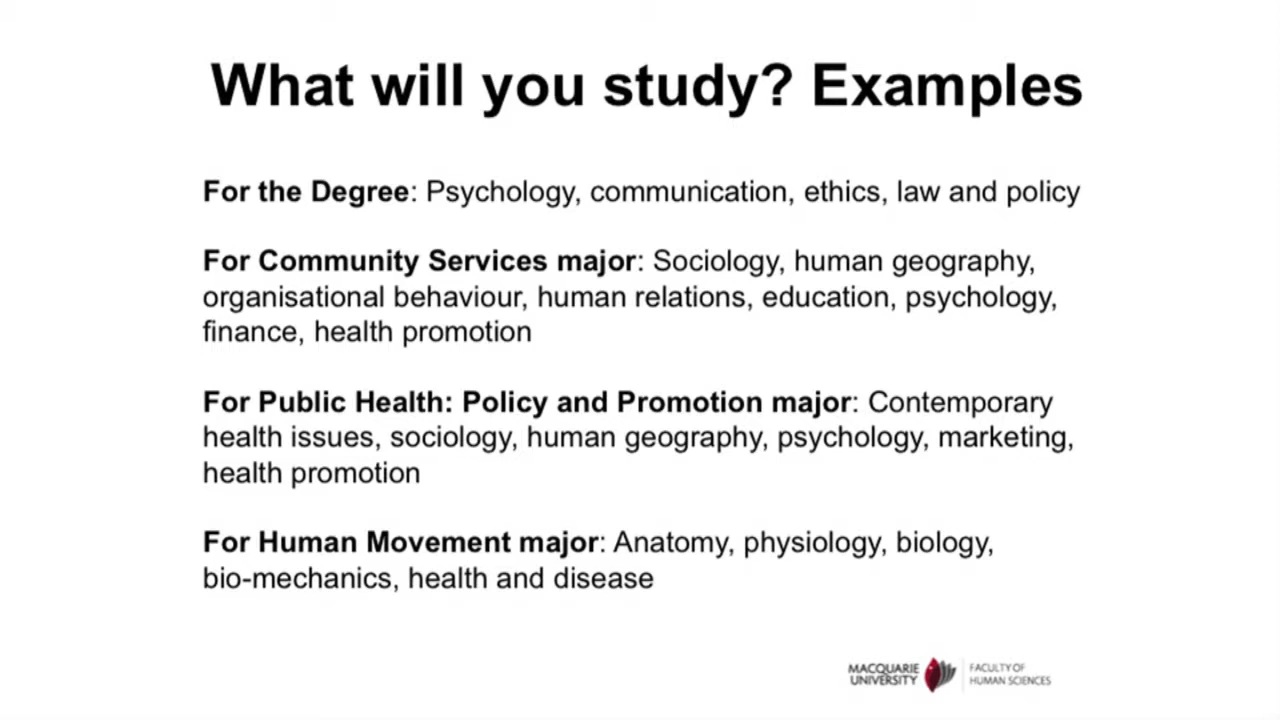 What will you study? Examples
For the Degree: Psychology, communication, ethics, law and policy
For Community Services major: Sociology, human geography,
organisational behaviour, human relations, education, psychology,
finance, health promotion
For Public Health: Policy and Promotion major: Contemporary
health issues, sociology, human geography, psychology, marketing,
health promotion
For Human Movement major: Anatomy, physiology, biology,
bio-mechanics, health and disease
MACQUARIE
UNIVERSITY
FACULTY OF
HUMAN SCIENCES